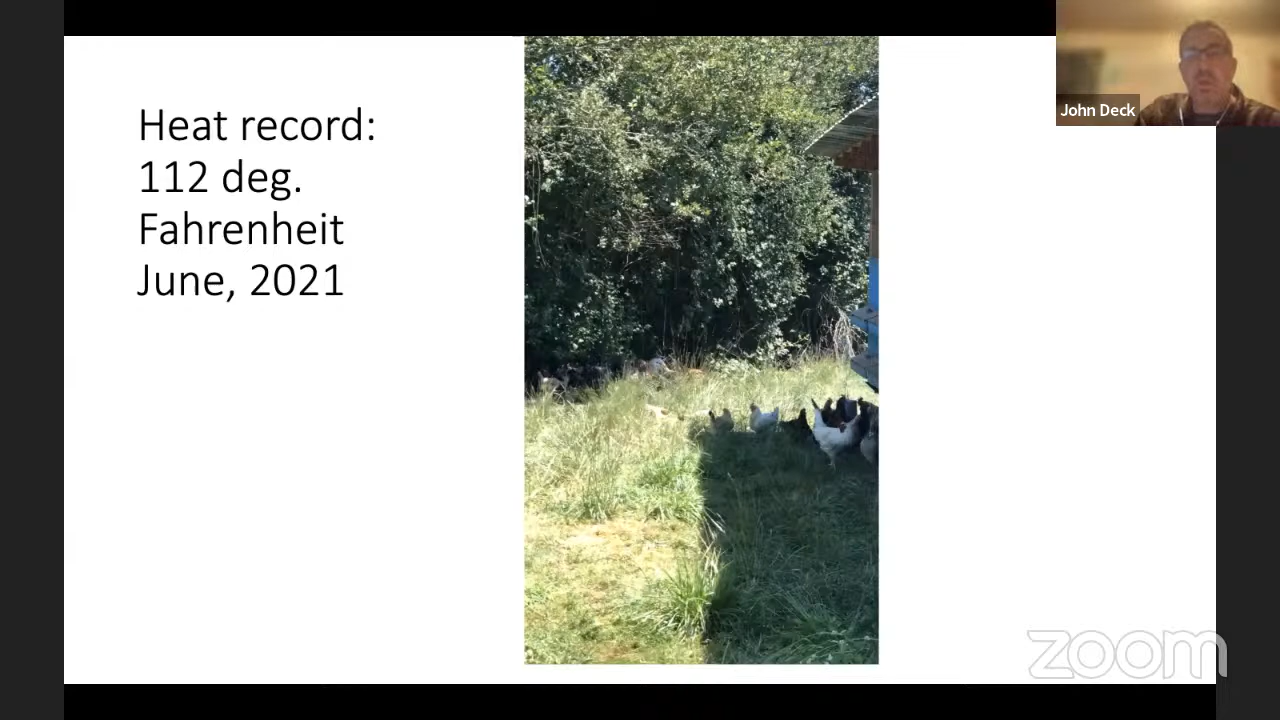 Heat record:
112 deg.
Fahrenheit
June, 2021
John Deck
zoom